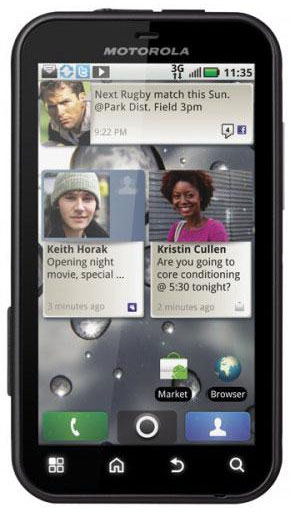 MOTOROLA
3G 11:35
Next Rugby match this Sun.
@Park Dist. Field 3pm
9:22 PM 4
Keith Horak
Opening night
movie, special ...
3 minutes ago
Kristin Cullen
Are you going to
core conditioning
@ 5:30 tonight?
2 minutes ago
Market Browser